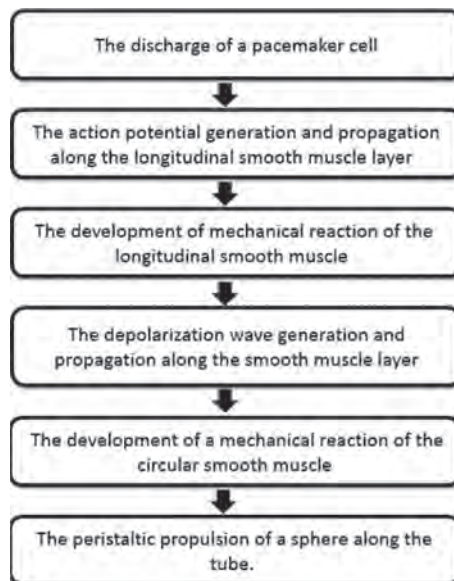 The discharge of a pacemaker cell
The action potential generation and propagation
along the longitudinal smooth muscle layer
The development of mechanical reaction of the
longitudinal smooth muscle
The depolarization wave generation and
propagation along the smooth muscle layer
The development of a mechanical reaction of the
circular smooth muscle
The peristaltic propulsion of a sphere along the
tube.